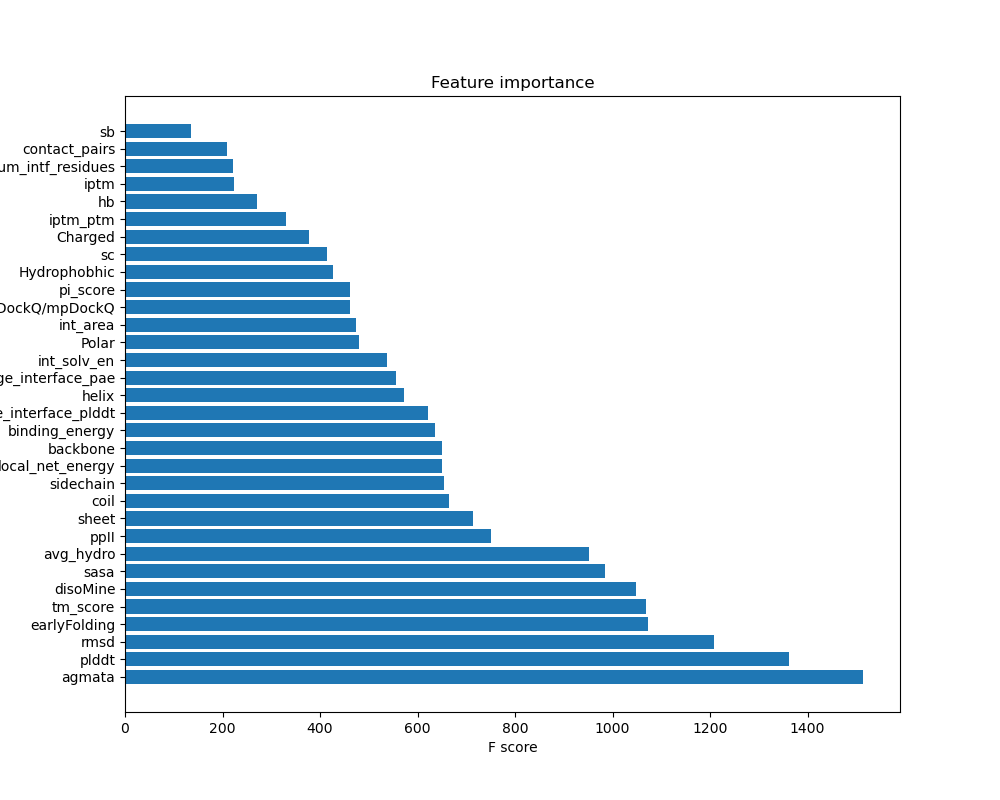 Feature importance
sb
contact_pairs
um_intf_residues
iptm
hb
iptm_ptm
Charged
sc
Hydrophobhic
pi_score
DockQ/mpDockQ
int_area
Polar
int_solv_en
ge_interface_pae
helix
e_interface_plddt
binding_energy
backbone
local_net_energy
sidechain
coil
sheet
ppII
avg_hydro
sasa
disoMine
tm_score
earlyFolding
rmsd
plddt
agmata
0 200 400 600 800 1000 1200 1400
F score